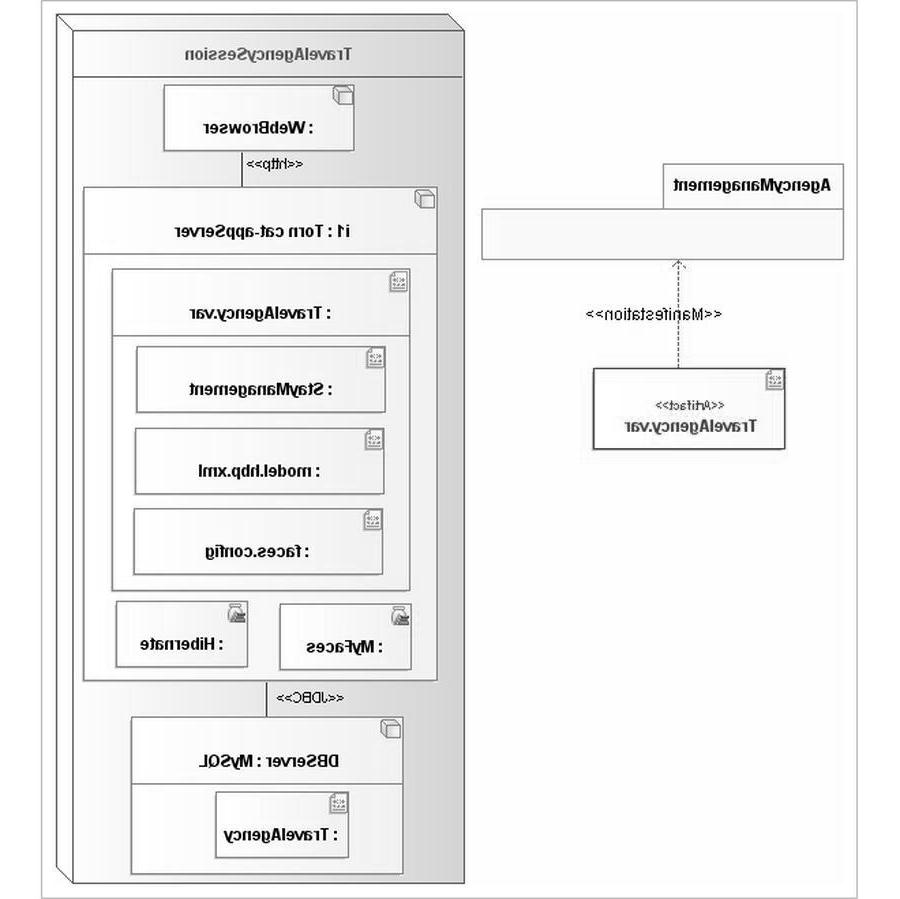 TravelAgencySession
: WebBrowser
<<http>>
i1 : Torn cat-appServer
: TravelAgency.var
: StayManagement
: model.hbp.xml
: faces.config
: Hibernate
: MyFaces
<<JDBC>>
DBServer : MySQL
: TravelAgency
AgencyManagement
<<Manifestation>>
<<Artifact>>
TravelAgency.var